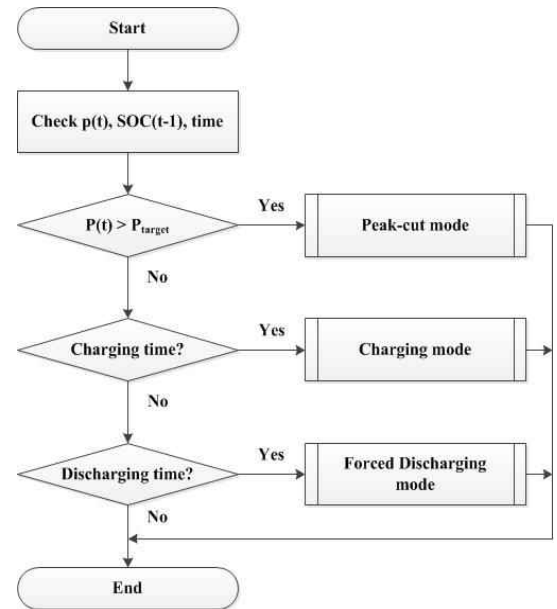 Start
Check p(t), SOC(t-1), time
P(t) > Ptarget
Yes
Peak-cut mode
No
Charging time?
Yes
Charging mode
No
Discharging time?
Yes
Forced Discharging
mode
No
End